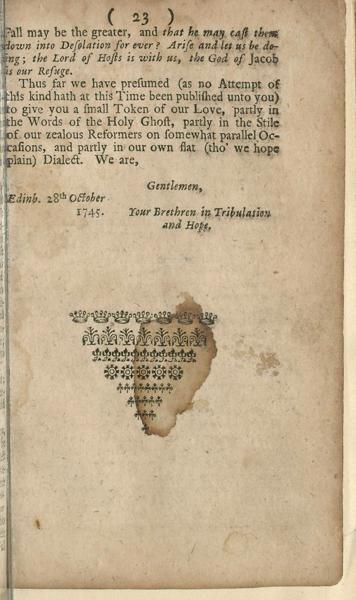 ( 23 )
Fall may be the greater, and that he may caſt them
down into Deſolation for ever? Ariſe and let us be do-
ing; the Lord of Hoſts is with us, the God of Jacob
is our Refuge.
Thus far we have preſumed (as no Attempt of
this kind hath at this Time been publiſhed unto you)
to give you a ſmall Token of our Love, partly in
the Words of the Holy Ghoſt, partly in the Stile
of our zealous Reformers on ſomewhat parallel Oc-
caſions, and partly in our own flat (tho' we hope
plain) Dialect. We are,
Gentlemen,
Edinb. 28th October
1745.
Your Brethren in Tribulation
and Hope,